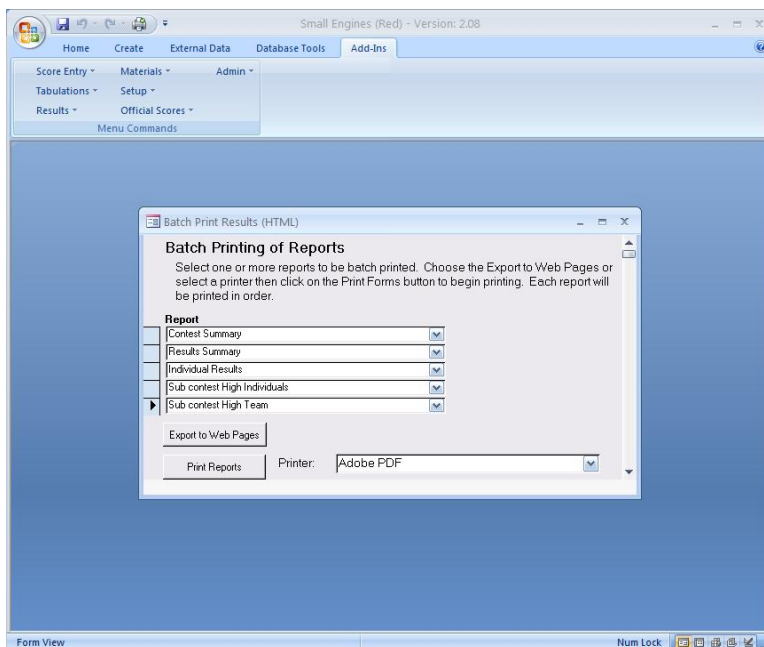 Small Engines (Red) - Version: 2.08
Home Create External Data Database Tools Add-Ins
Score Entry Materials Admin
Tabulations Setup
Results Official Scores
Menu Commands
Batch Print Results (HTML)
Batch Printing of Reports
Select one or more reports to be batch printed. Choose the Export to Web Pages or
select a printer then click on the Print Forms button to begin printing. Each report will
be printed in order.
Report
Contest Summary
Results Summary
Individual Results
Sub contest High Individuals
Sub contest High Team
Export to Web Pages
Print Reports Printer: Adobe PDF
Form View Num Lock